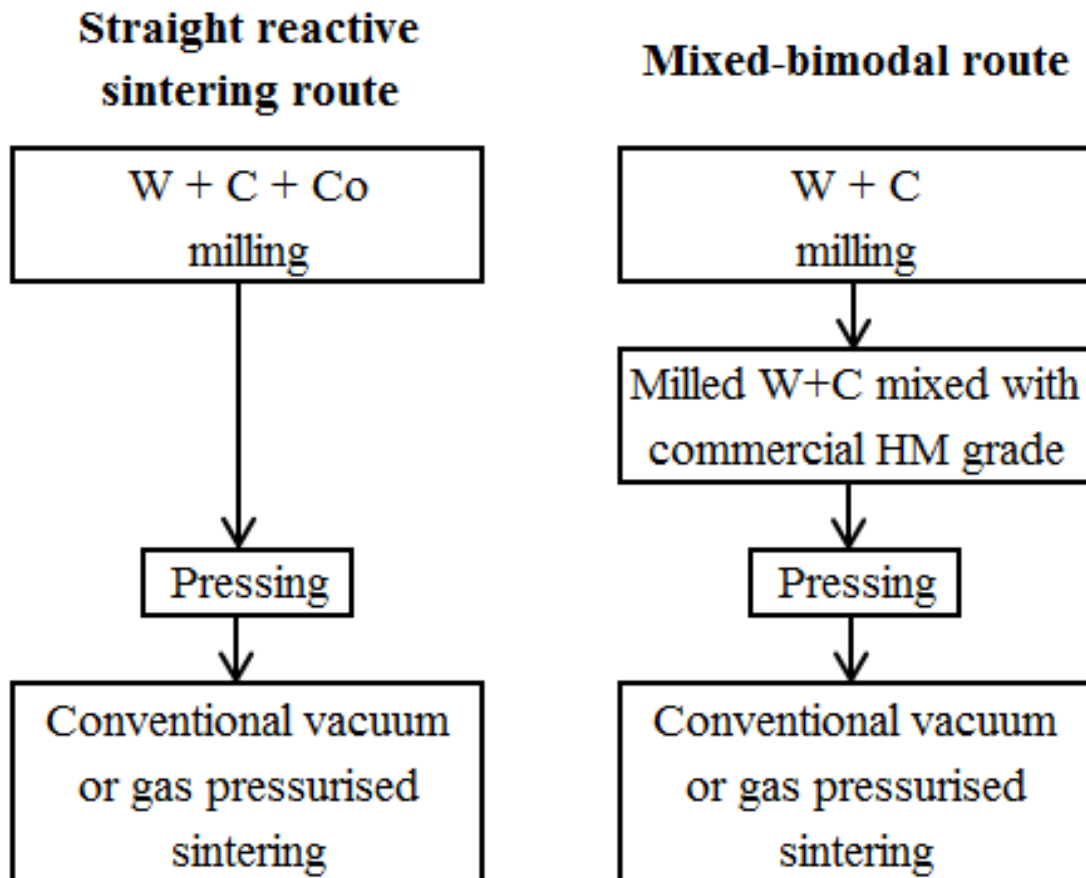 Straight reactive
sintering route
W + C + Co
milling
Pressing
Conventional vacuum
or gas pressurised
sintering
Mixed-bimodal route
W + C
milling
Milled W+C mixed with
commercial HM grade
Pressing
Conventional vacuum
or gas pressurised
sintering